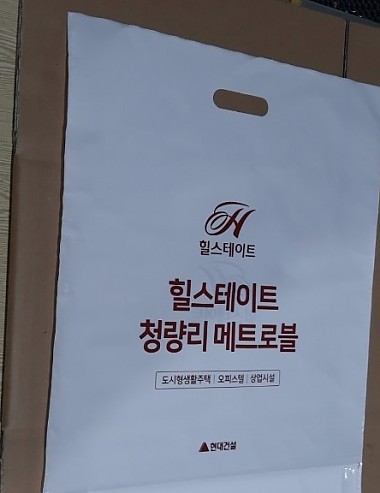 힐스테이트
힐스테이트
청량리 메트로블
도시형생활주택 | 오피스텔 | 상업시설
현대건설